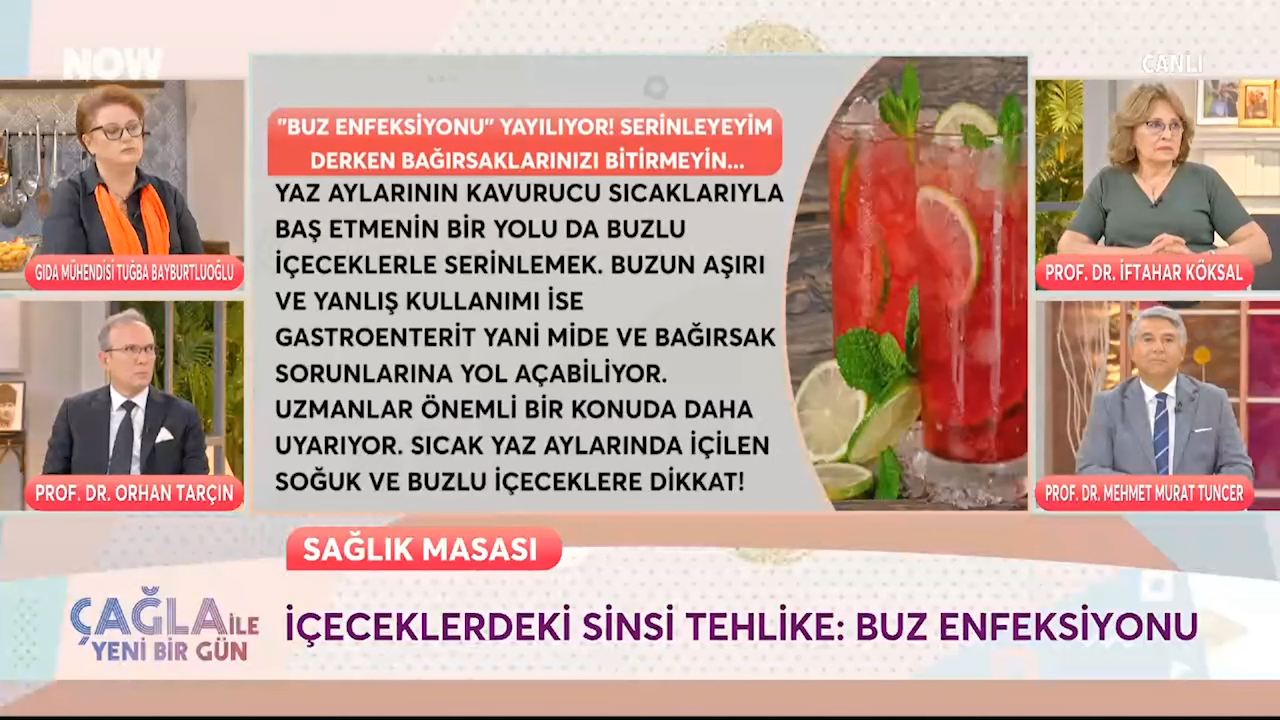 NOW
CANLI
"BUZ ENFEKSİYONU" YAYILIYOR! SERİNLEYEYİM
DERKEN BAĞIRSAKLARINIZI BİTİRMEYİN...
YAZ AYLARININ KAVURUCU SICAKLARIYLA
BAŞ ETMENİN BİR YOLU DA BUZLU
İÇECEKLERLE SERİNLEMEK. BUZUN AŞIRI
VE YANLIŞ KULLANIMI İSE
GASTROENTERİT YANİ MİDE VE BAĞIRSAK
SORUNLARINA YOL AÇABİLİYOR.
UZMANLAR ÖNEMLİ BİR KONUDA DAHA
UYARIYOR. SICAK YAZ AYLARINDA İÇİLEN
SOĞUK VE BUZLU İÇECEKLERE DİKKAT!
GIDA MÜHENDİSİ TUĞBA BAYBURTLUOĞLU
PROF. DR. İFTAHAR KÖKSAL
PROF. DR. ORHAN TARÇIN
PROF. DR. MEHMET MURAT TUNCER
SAĞLIK MASASI
ÇAĞLA İLE
YENİ BİR GÜN
İÇECEKLERDEKİ SİNSİ TEHLİKE: BUZ ENFEKSİYONU